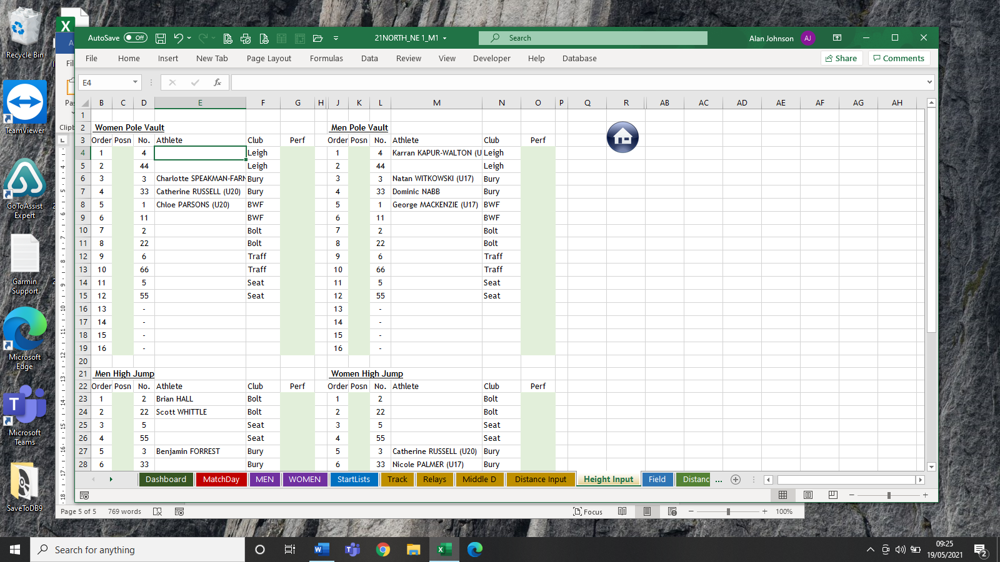 Recycle Bin
TeamViewer
GoToAssist
Expert
Garmin
Support
Microsoft
Edge
Microsoft
Teams
SaveToDB9
AutoSave Off
21NORTH_NE 1_M1
Search
Alan Johnson AJ
File Home Insert New Tab Page Layout Formulas Data Review View Developer Help Database
Share Comments
E4
fx
B C D E F G H J K L M N O P Q R AB AC AD AE AF AG AH
1
2 Women Pole Vault Men Pole Vault
3 Order Posn No. Athlete Club Perf Order Posn No. Athlete Club Perf
4 1 4 Leigh 1 4 Karran KAPUR-WALTON (U Leigh
5 2 44 Leigh 2 44 Leigh
6 3 3 Charlotte SPEAKMAN-FARN Bury 3 3 Natan WITKOWSKI (U17) Bury
7 4 33 Catherine RUSSELL (U20) Bury 4 33 Dominic NABB Bury
8 5 1 Chloe PARSONS (U20) BWF 5 1 George MACKENZIE (U17) BWF
9 6 11 BWF 6 11 BWF
10 7 2 Bolt 7 2 Bolt
11 8 22 Bolt 8 22 Bolt
12 9 6 Traff 9 6 Traff
13 10 66 Traff 10 66 Traff
14 11 5 Seat 11 5 Seat
15 12 55 Seat 12 55 Seat
16 13 - 13 -
17 14 - 14 -
18 15 - 15 -
19 16 - 16 -
20
21 Men High Jump Women High Jump
22 Order Posn No. Athlete Club Perf Order Posn No. Athlete Club Perf
23 1 2 Brian HALL Bolt 1 2 Bolt
24 2 22 Scott WHITTLE Bolt 2 22 Bolt
25 3 5 Seat 3 5 Seat
26 4 55 Seat 4 55 Seat
27 5 3 Benjamin FORREST Bury 5 3 Catherine RUSSELL (U20) Bury
28 6 33 Bury 6 33 Nicole PALMER (U17) Bury
Dashboard MatchDay MEN WOMEN StartLists Track Relays Middle D Distance Input Height Input Field Distanc ...
Page 5 of 5 769 words Focus 100%
Search for anything
09:25
19/05/2021
2